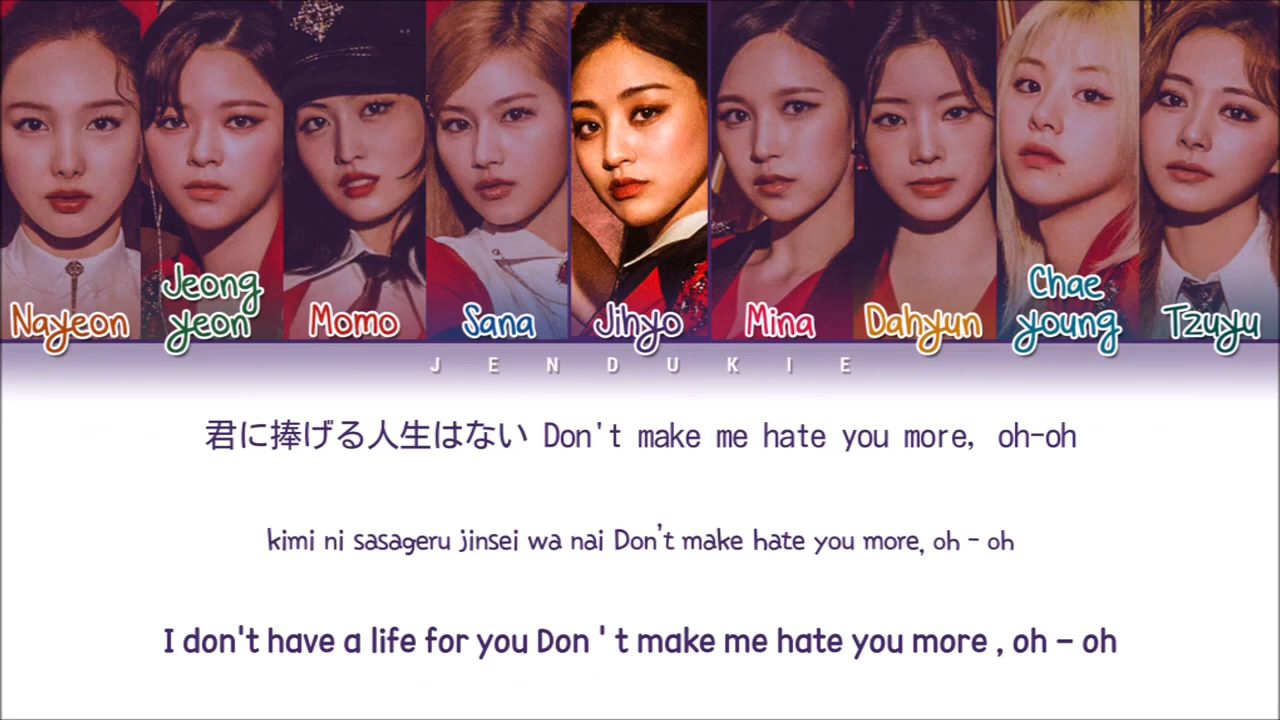 Nayeon Jeong yeon Momo Sana Jihyo Mina Dahyun Chae young Tzuyu
JENDUKIE
君に捧げる人生はない Don't make me hate you more, oh-oh
kimi ni sasageru jinsei wa nai Don't make hate you more, oh - oh
I don't have a life for you Don ' t make me hate you more , oh – oh